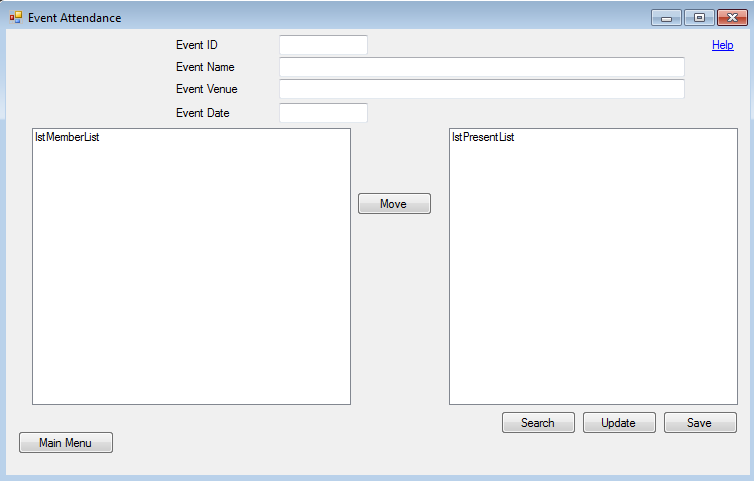 Event Attendance
Event ID
Help
Event Name
Event Venue
Event Date
lstMemberList
lstPresentList
Move
Search
Update
Save
Main Menu